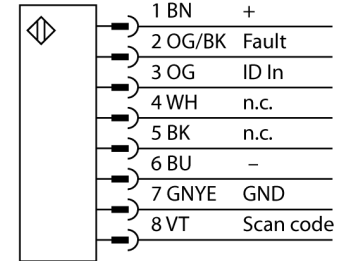 1 BN +
2 OG/BK Fault
3 OG ID In
4 WH n.c.
5 BK n.c.
6 BU –
7 GNYE GND
8 VT Scan code